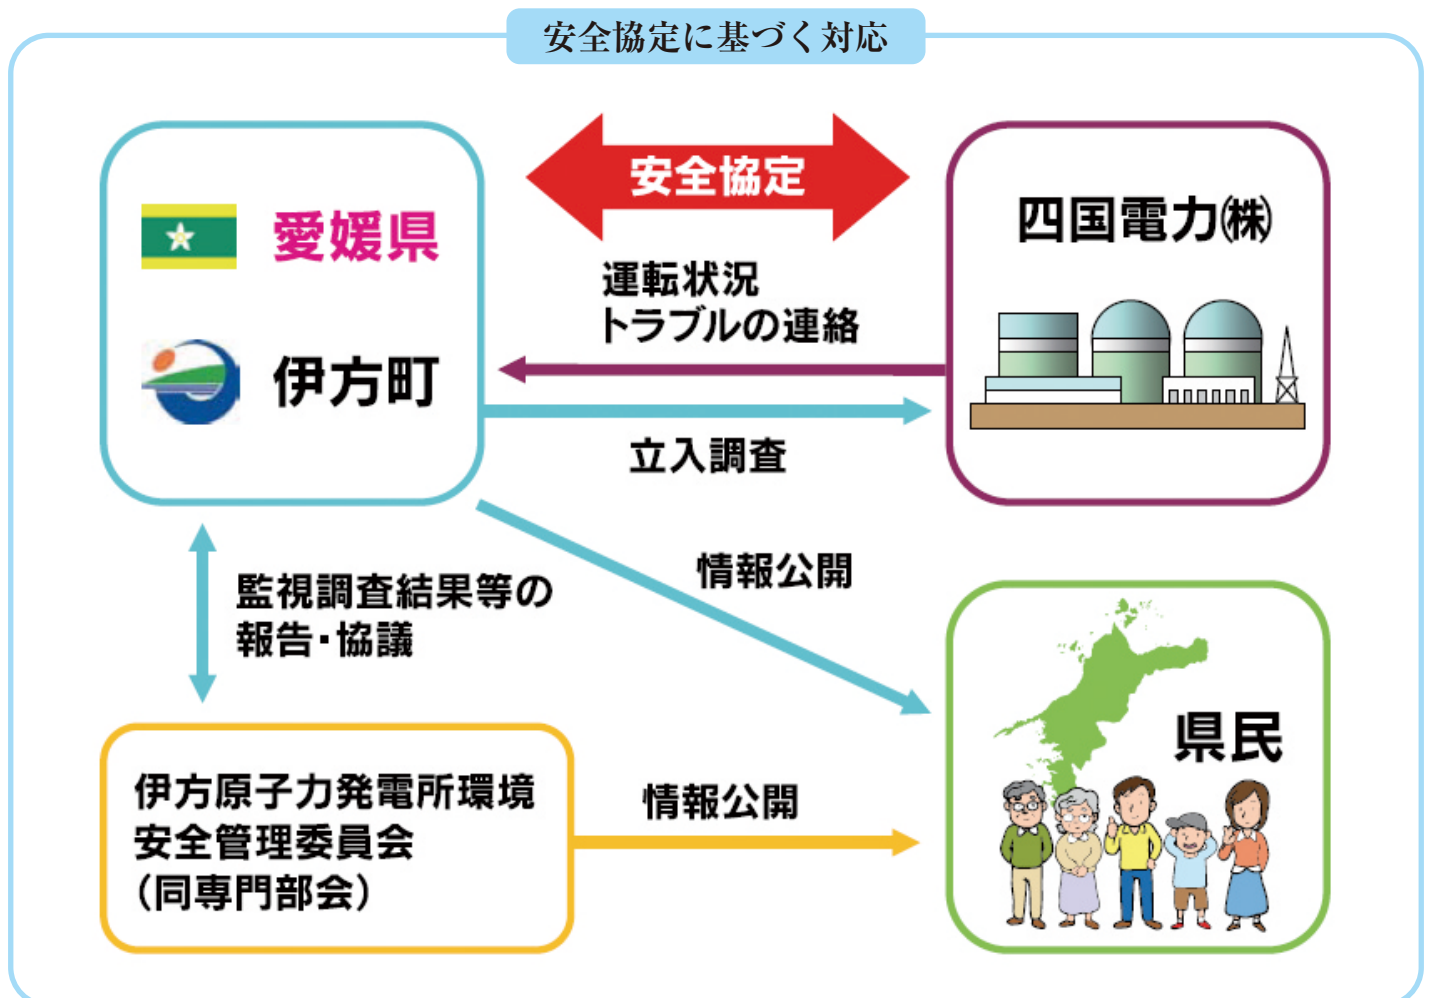 安全協定に基づく対応
安全協定
愛媛県
伊方町
四国電力㈱
運転状況
トラブルの連絡
立入調査
情報公開
監視調査結果等の
報告・協議
県民
伊方原子力発電所環境
安全管理委員会
（同専門部会）
情報公開